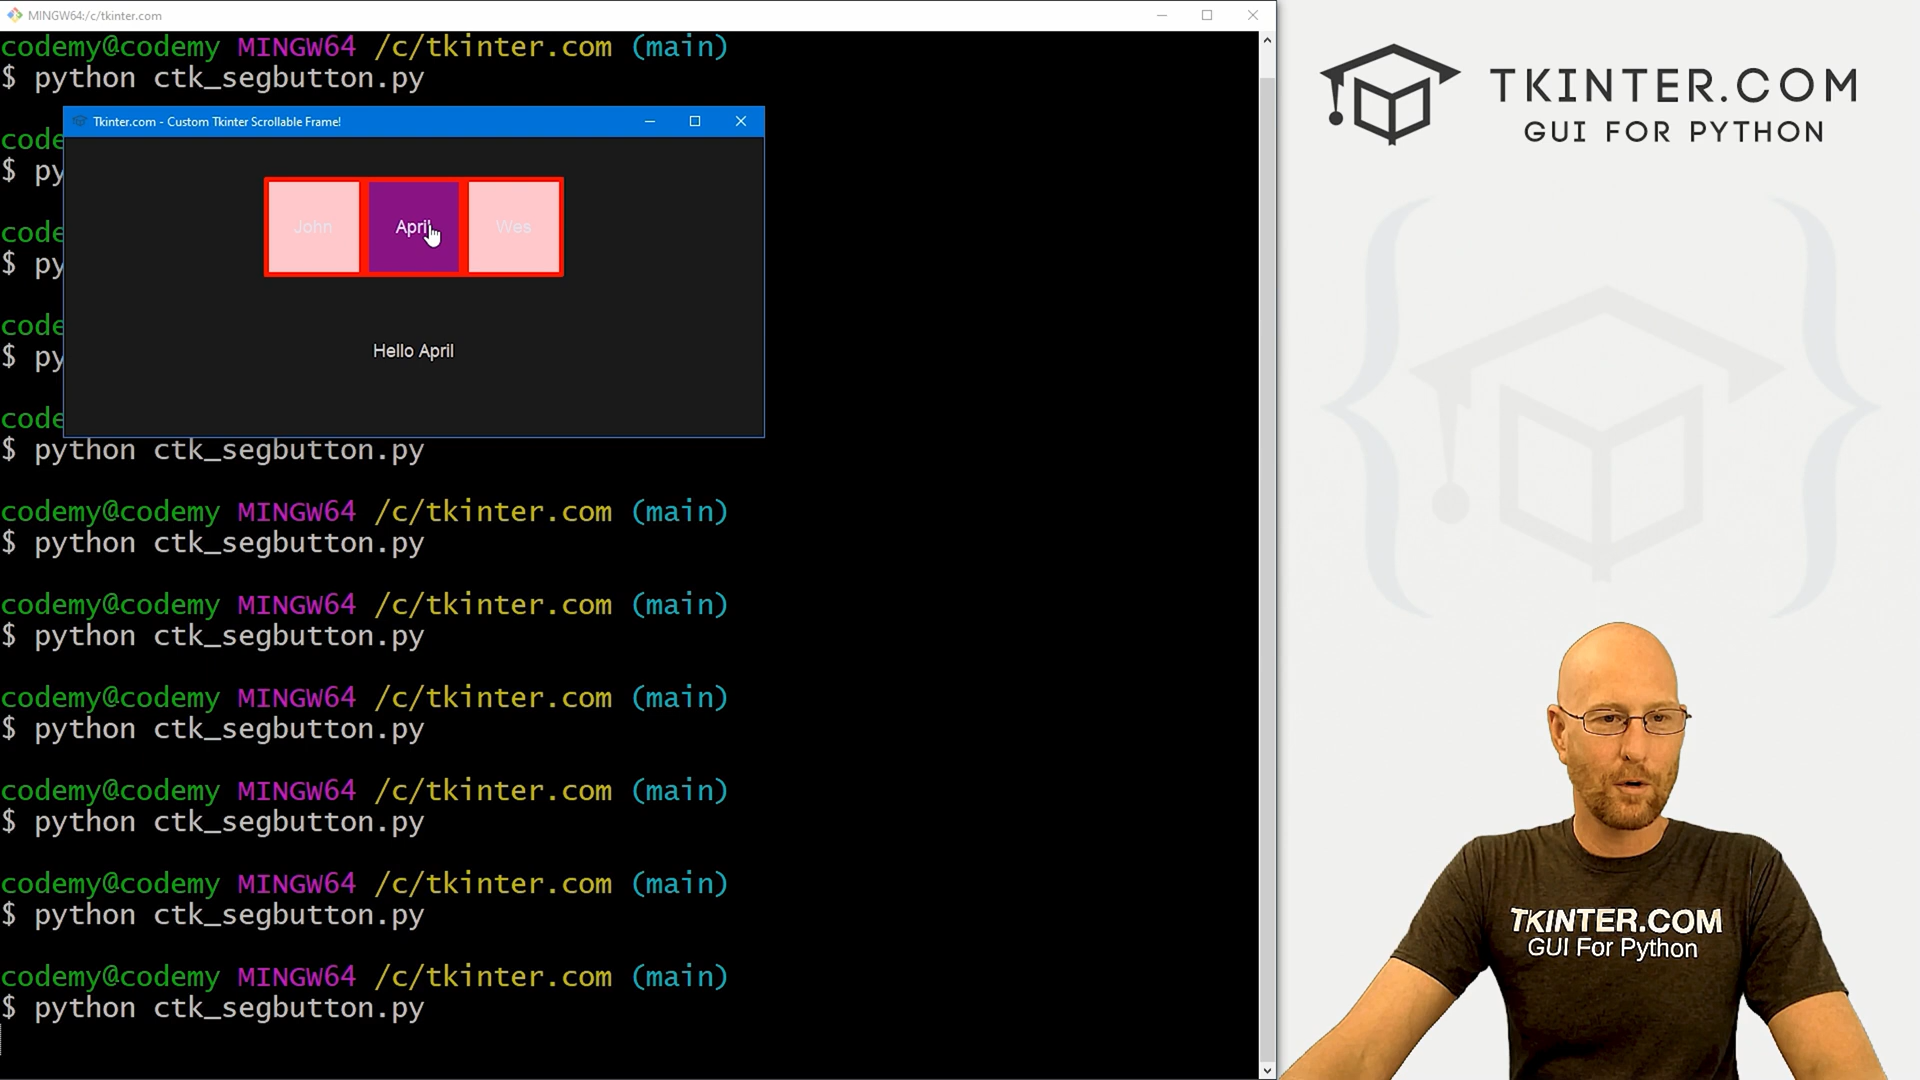 MINGW64:/c/tkinter.com
codemy@codemy MINGW64 /c/tkinter.com (main)
$ python ctk_segbutton.py
code
$ py
code
$ py
code
$ py
code
$ python ctk_segbutton.py
Tkinter.com - Custom Tkinter Scrollable Frame!
John
April
Wes
Hello April
codemy@codemy MINGW64 /c/tkinter.com (main)
$ python ctk_segbutton.py
codemy@codemy MINGW64 /c/tkinter.com (main)
$ python ctk_segbutton.py
codemy@codemy MINGW64 /c/tkinter.com (main)
$ python ctk_segbutton.py
codemy@codemy MINGW64 /c/tkinter.com (main)
$ python ctk_segbutton.py
codemy@codemy MINGW64 /c/tkinter.com (main)
$ python ctk_segbutton.py
codemy@codemy MINGW64 /c/tkinter.com (main)
$ python ctk_segbutton.py
TKINTER.COM
GUI FOR PYTHON
TKINTER.COM
GUI For Python